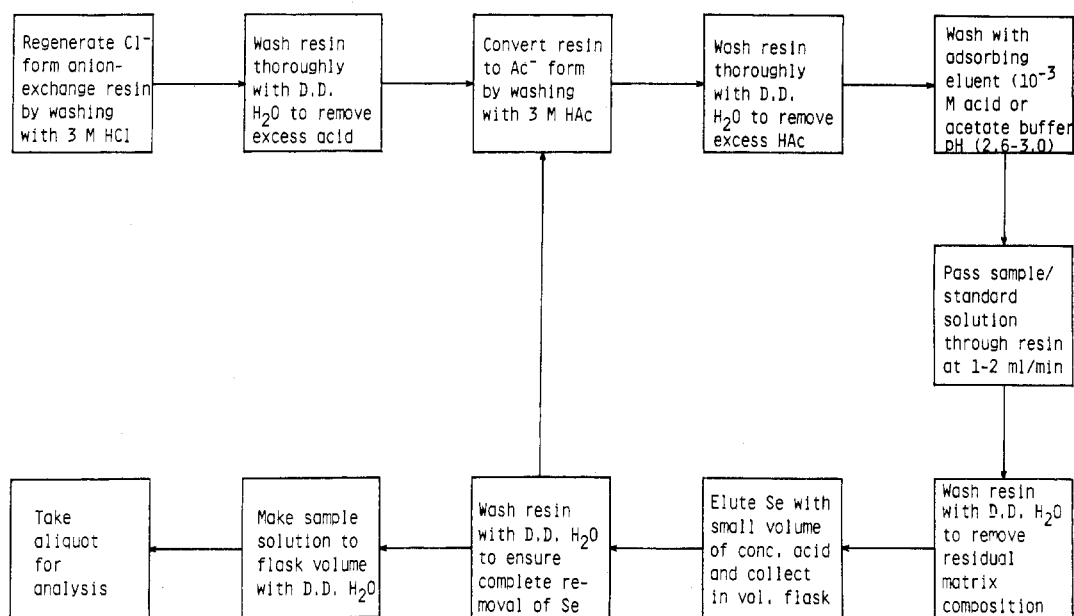 Regenerate Cl⁻
form anion-
exchange resin
by washing
with 3 M HCl
Wash resin
thoroughly
with D.D.
H₂O to remove
excess acid
Convert resin
to Ac⁻ form
by washing
with 3 M HAc
Wash resin
thoroughly
with D.D.
H₂O to remove
excess HAc
Wash with
adsorbing
eluent (10⁻³
M acid or
acetate buffer
pH (2.6-3.0)
Pass sample/
standard
solution
through resin
at 1-2 ml/min
Wash resin
with D.D. H₂O
to remove
residual
matrix
composition
Elute Se with
small volume
of conc. acid
and collect
in vol. flask
Wash resin
with D.D. H₂O
to ensure
complete re-
moval of Se
Make sample
solution to
flask volume
with D.D. H₂O
Take
aliquot
for
analysis